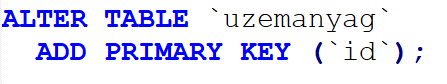 ALTER TABLE `uzemanyag`
ADD PRIMARY KEY (`id`);